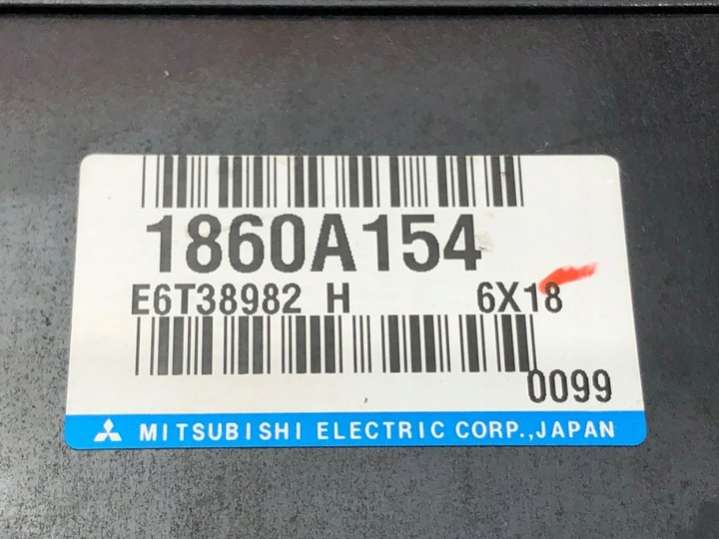 1860A154
E6T38982 H 6X18
0099
MITSUBISHI ELECTRIC CORP.,JAPAN